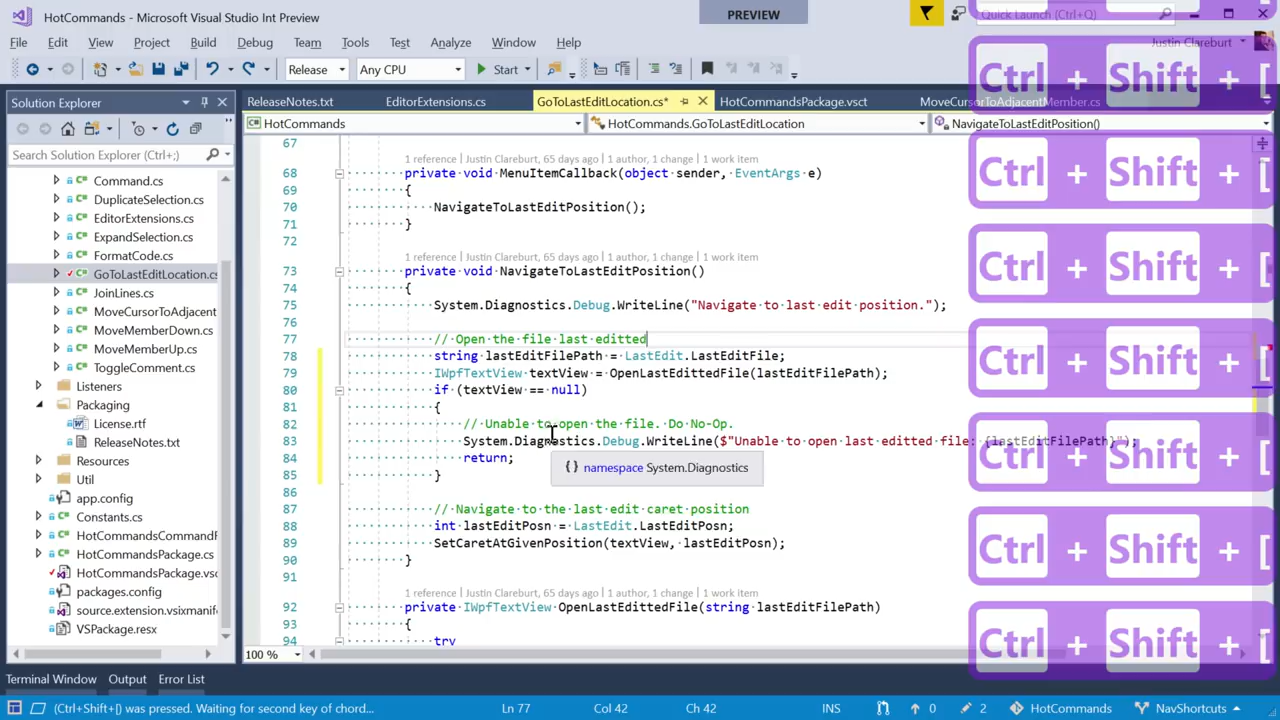 HotCommands - Microsoft Visual Studio Int Preview
PREVIEW
Quick Launch (Ctrl+Q)
File Edit View Project Build Debug Team Tools Test Analyze Window Help
Justin Clareburt
Release Any CPU Start
Solution Explorer
ReleaseNotes.txt EditorExtensions.cs GoToLastEditLocation.cs* HotCommandsPackage.vsct MoveCursorToAdjacentMember.cs
HotCommands HotCommands.GoToLastEditLocation NavigateToLastEditPosition()
Search Solution Explorer (Ctrl+;)
Command.cs
DuplicateSelection.cs
EditorExtensions.cs
ExpandSelection.cs
FormatCode.cs
GoToLastEditLocation.cs
JoinLines.cs
MoveCursorToAdjacent
MoveMemberDown.cs
MoveMemberUp.cs
ToggleComment.cs
Listeners
Packaging
License.rtf
ReleaseNotes.txt
Resources
Util
app.config
Constants.cs
HotCommandsCommandF
HotCommandsPackage.cs
HotCommandsPackage.vsc
packages.config
source.extension.vsixmanif
VSPackage.resx
67
1 reference | Justin Clareburt, 65 days ago | 1 author, 1 change | 1 work item
68 private void MenuItemCallback(object sender, EventArgs e)
69 {
70 NavigateToLastEditPosition();
71 }
72
1 reference | Justin Clareburt, 65 days ago | 1 author, 1 change | 1 work item
73 private void NavigateToLastEditPosition()
74 {
75 System.Diagnostics.Debug.WriteLine("Navigate to last edit position.");
76
77 // Open the file last editted
78 string lastEditFilePath = LastEdit.LastEditFile;
79 IWpfTextView textView = OpenLastEdittedFile(lastEditFilePath);
80 if (textView == null)
81 {
82 // Unable to open the file. Do No-Op.
83 System.Diagnostics.Debug.WriteLine($"Unable to open last editted file: {lastEditFilePath}");
84 return;
{ } namespace System.Diagnostics
85 }
86
87 // Navigate to the last edit caret position
88 int lastEditPosn = LastEdit.LastEditPosn;
89 SetCaretAtGivenPosition(textView, lastEditPosn);
90 }
91
1 reference | Justin Clareburt, 65 days ago | 1 author, 1 change | 1 work item
92 private IWpfTextView OpenLastEdittedFile(string lastEditFilePath)
93 {
94 try
100 %
Ctrl + Shift + [
Ctrl + Shift + [
Ctrl + Shift + [
Ctrl + Shift + [
Ctrl + Shift + [
Ctrl + Shift + [
Ctrl + Shift + [
Terminal Window Output Error List
(Ctrl+Shift+[) was pressed. Waiting for second key of chord... Ln 77 Col 42 Ch 42 INS 0 2 HotCommands NavShortcuts